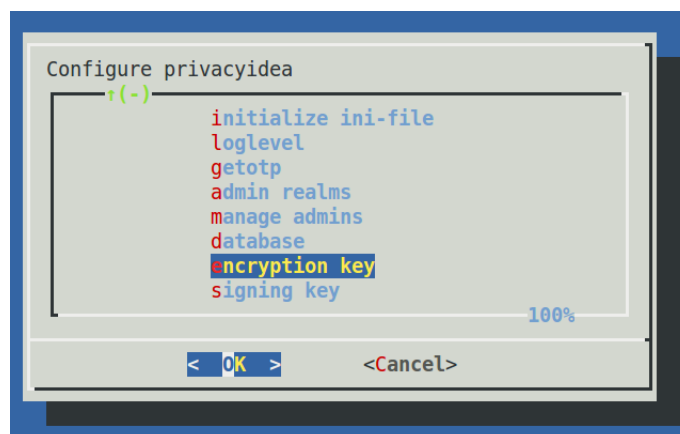 Configure privacyidea
↑(-)
initialize ini-file
loglevel
getotp
admin realms
manage admins
database
encryption key
signing key
100%
< OK > <Cancel>